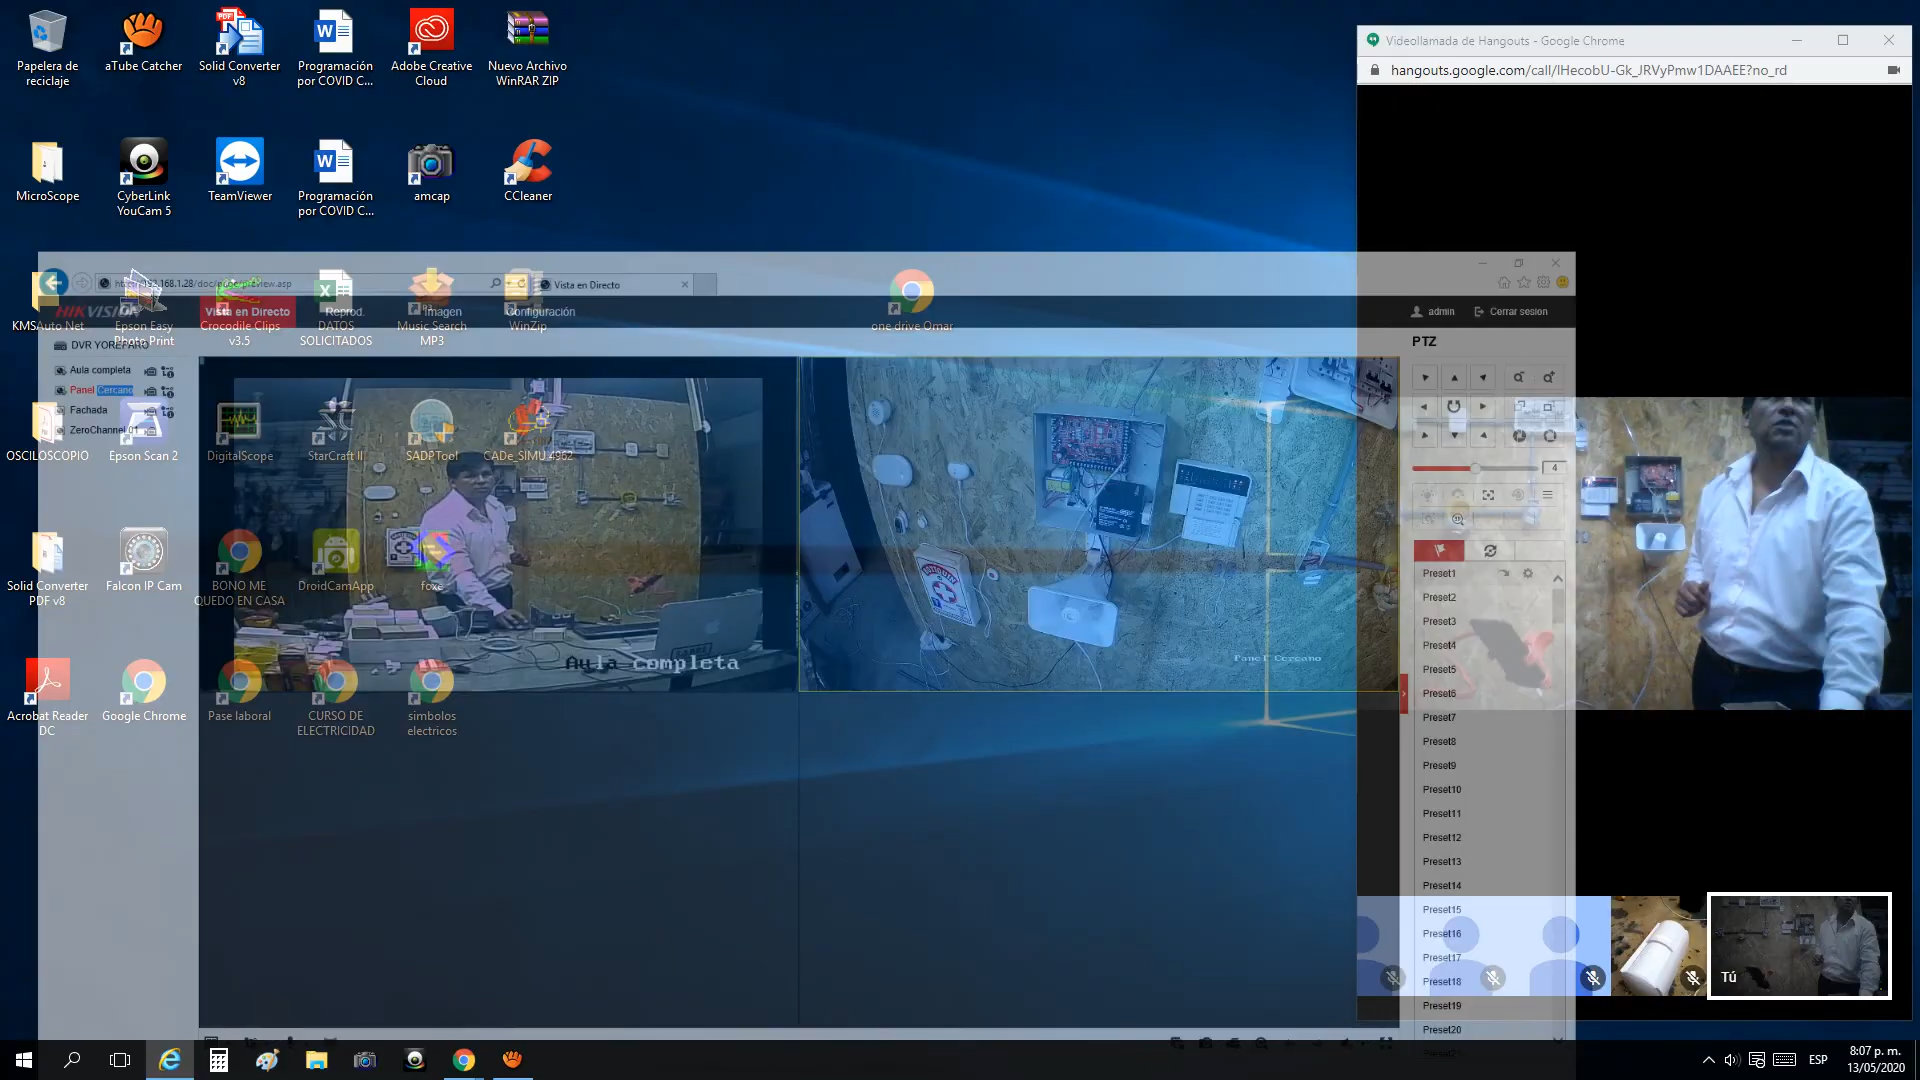 Papelera de
reciclaje
aTube Catcher
Solid Converter
v8
Programación
por COVID C...
Adobe Creative
Cloud
Nuevo Archivo
WinRAR ZIP
MicroScope
CyberLink
YouCam 5
TeamViewer
Programación
por COVID C...
amcap
CCleaner
Videollamada de Hangouts - Google Chrome
hangouts.google.com/call/lHecobU-Gk_JRVyPmw1DAAEE?no_rd
Vista en Directo
HIKVISION
Vista en Directo
Reprod.
Imagen
Configuración
admin
Cerrar sesion
KMSAuto Net
Epson Easy
Photo Print
Crocodile Clips
v3.5
DATOS
SOLICITADOS
Music Search
MP3
WinZip
one drive Omar
DVR YOREPARO
PTZ
Aula completa
Panel Cercano
Fachada
ZeroChannel 01
4
OSCILOSCOPIO
Epson Scan 2
DigitalScope
StarCraft II
SADPTool
CADe_SIMU
Solid Converter
PDF v8
Falcon IP Cam
BONO ME
QUEDO EN CASA
DroidCamApp
foxe
Aula completa
Panel Cercano
Acrobat Reader
DC
Google Chrome
Pase laboral
CURSO DE
ELECTRICIDAD
simbolos
electricos
Preset1
Preset2
Preset3
Preset4
Preset5
Preset6
Preset7
Preset8
Preset9
Preset10
Preset11
Preset12
Preset13
Preset14
Preset15
Preset16
Preset17
Preset18
Preset19
Preset20
Tú
ESP
8:07 p. m.
13/05/2020